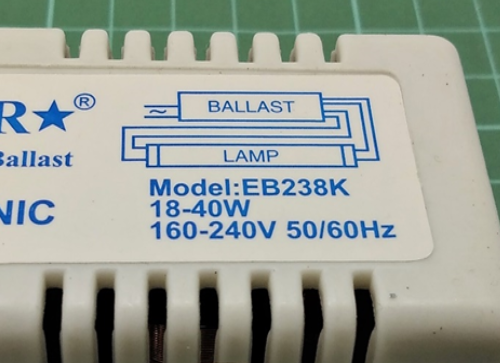 R★®
BALLAST
Ballast
LAMP
NIC
Model:EB238K
18-40W
160-240V 50/60Hz